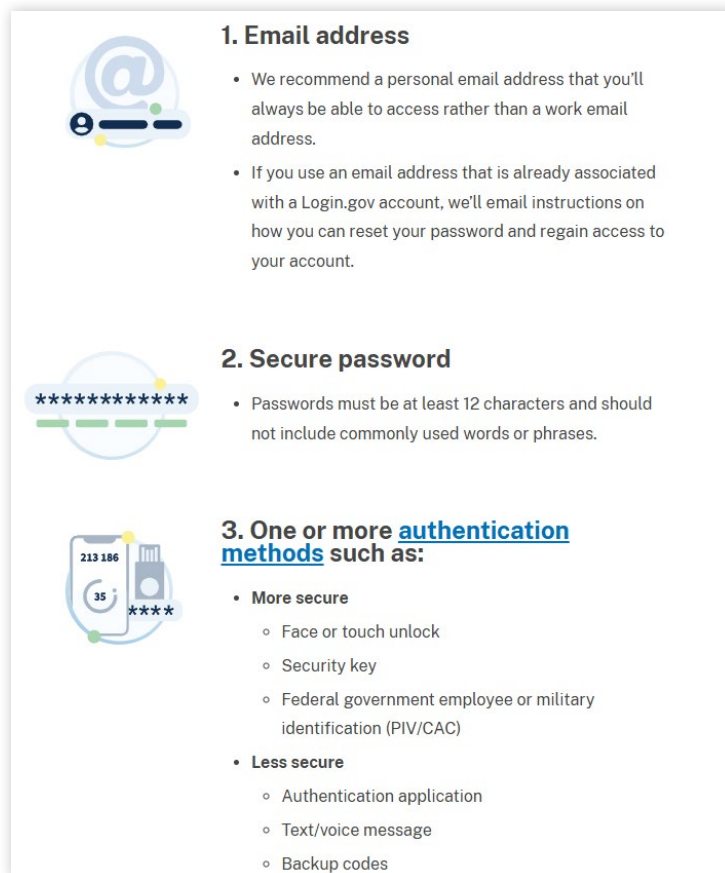 1. Email address
• We recommend a personal email address that you’ll
always be able to access rather than a work email
address.
• If you use an email address that is already associated
with a Login.gov account, we’ll email instructions on
how you can reset your password and regain access to
your account.
************
2. Secure password
• Passwords must be at least 12 characters and should
not include commonly used words or phrases.
213 186
35
****
3. One or more authentication
methods such as:
• More secure
◦ Face or touch unlock
◦ Security key
◦ Federal government employee or military
identification (PIV/CAC)
• Less secure
◦ Authentication application
◦ Text/voice message
◦ Backup codes